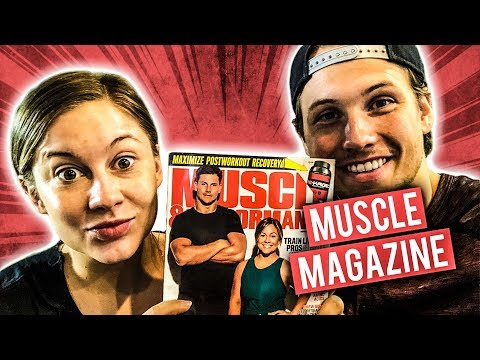 MAXIMIZE POSTWORKOUT RECOVERY!
MUSCLE
TRAIN L
PROS
MUSCLE
MAGAZINE